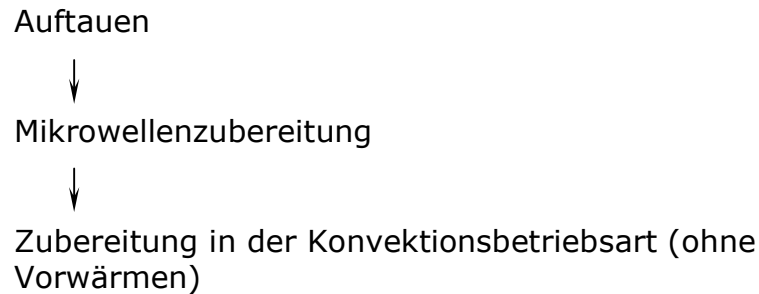 Auftauen
Mikrowellenzubereitung
Zubereitung in der Konvektionsbetriebsart (ohne
Vorwärmen)